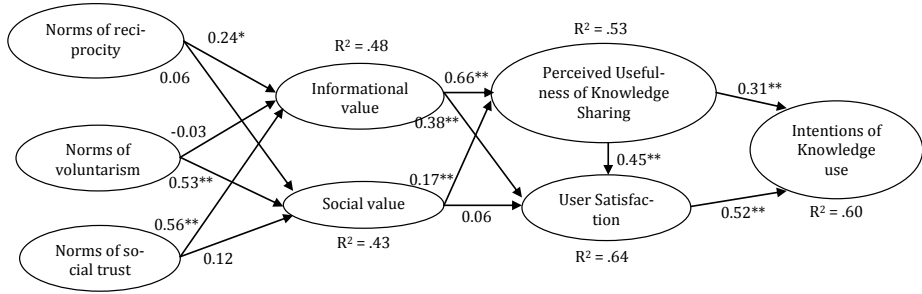 Norms of reci-
procity
0.24*
0.06
R² = .48
Informational
value
0.66**
0.38**
R² = .53
Perceived Useful-
ness of Knowledge
Sharing
0.31**
Norms of
voluntarism
-0.03
0.53**
Intentions of
Knowledge
use
R² = .60
0.45**
Social value
R² = .43
0.17**
0.06
User Satisfac-
tion
R² = .64
0.52**
Norms of so-
cial trust
0.56**
0.12